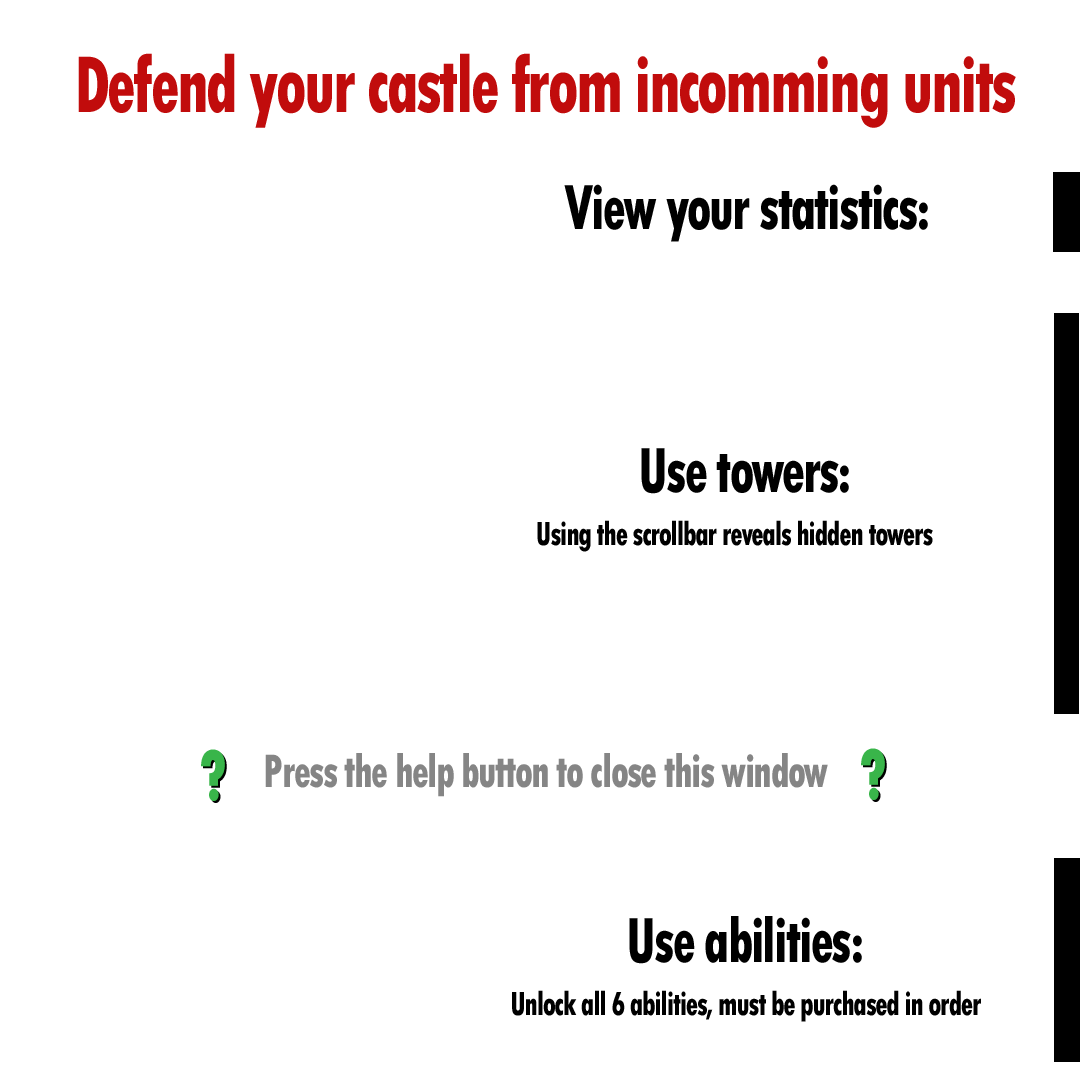 Defend your castle from incomming units
View your statistics:
Use towers:
Using the scrollbar reveals hidden towers
? Press the help button to close this window ?
Use abilities:
Unlock all 6 abilities, must be purchased in order